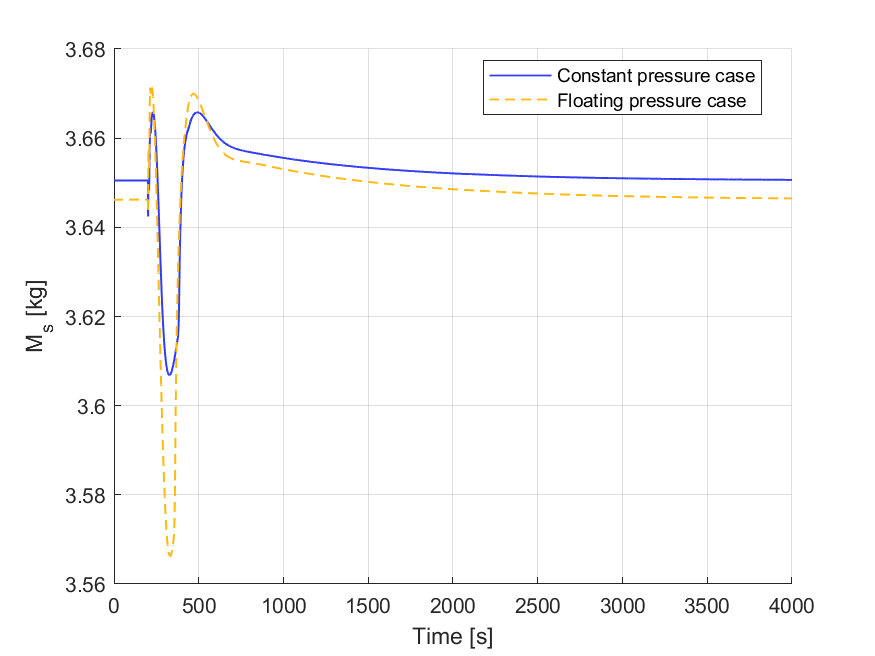 3.68
3.66
3.64
3.62
3.6
3.58
3.56
M_s [kg]
Constant pressure case
Floating pressure case
0 500 1000 1500 2000 2500 3000 3500 4000
Time [s]